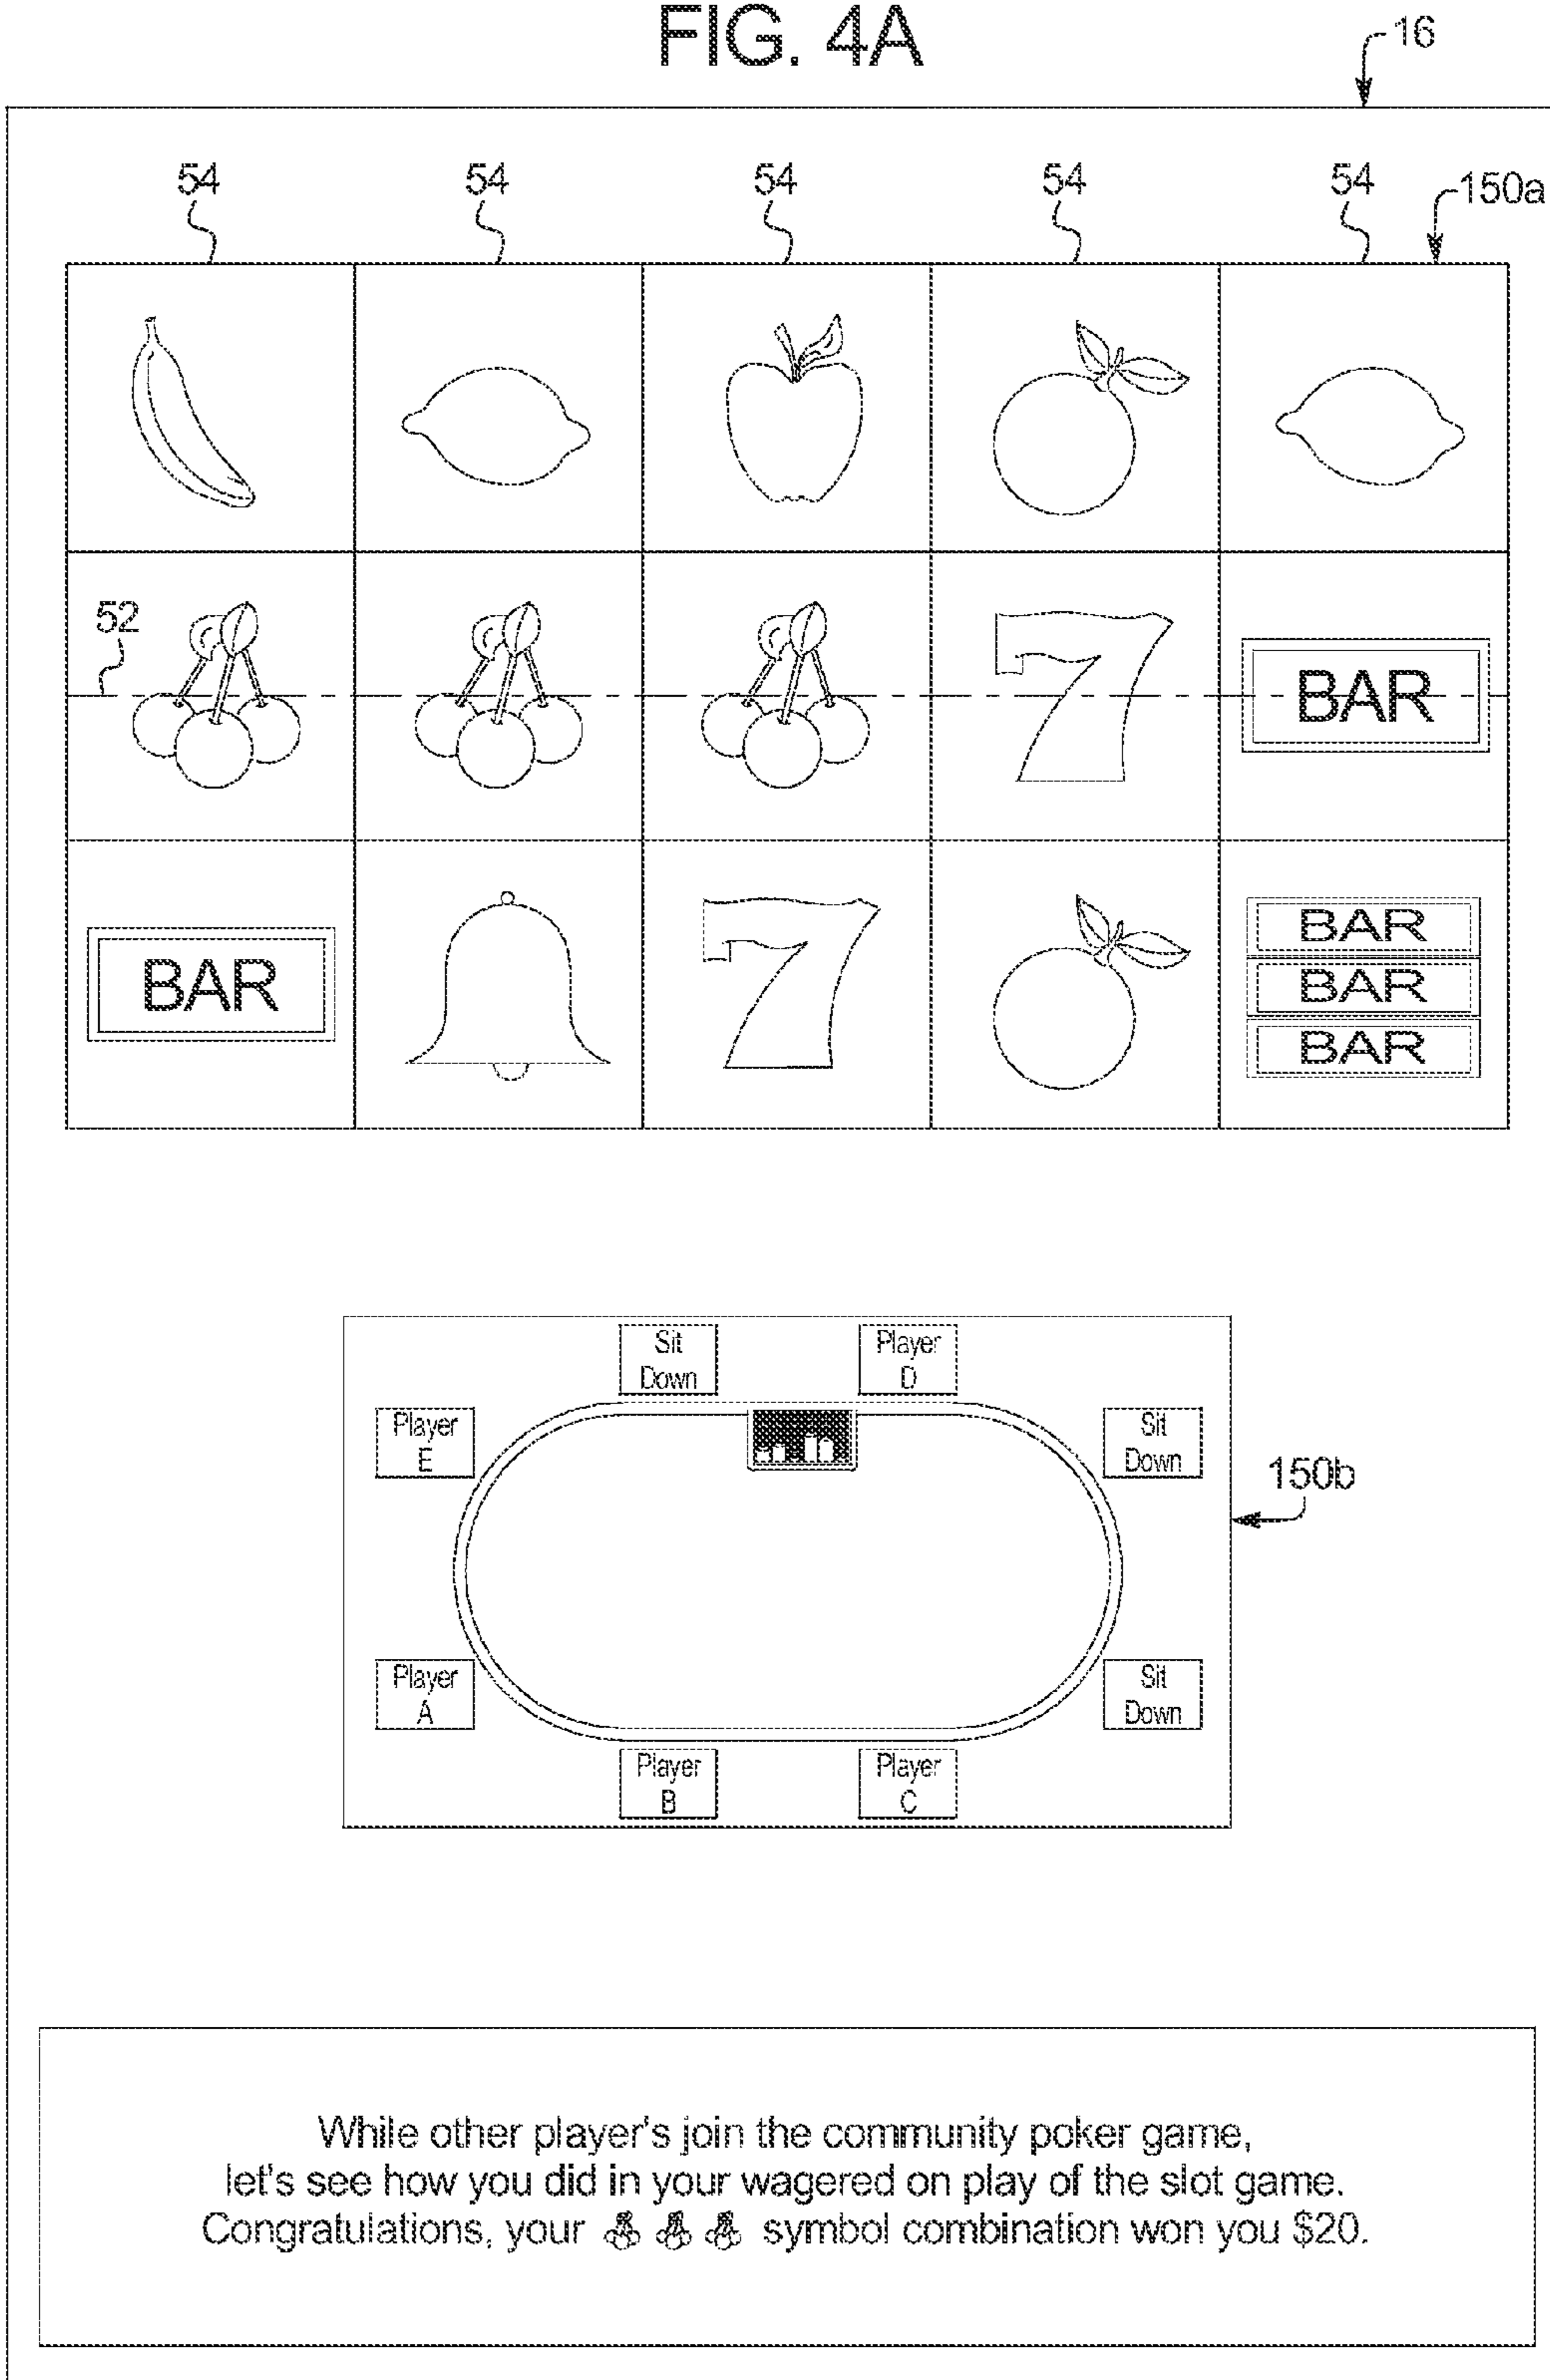 FIG. 4A
16
54 54 54 54 54 150a
52
BAR
BAR
BAR
BAR
BAR
Sit
Down
Player
D
Player
E
Sit
Down
150b
Player
A
Sit
Down
Player
B
Player
C
While other player's join the community poker game,
let's see how you did in your wagered on play of the slot game.
Congratulations, your symbol combination won you $20.